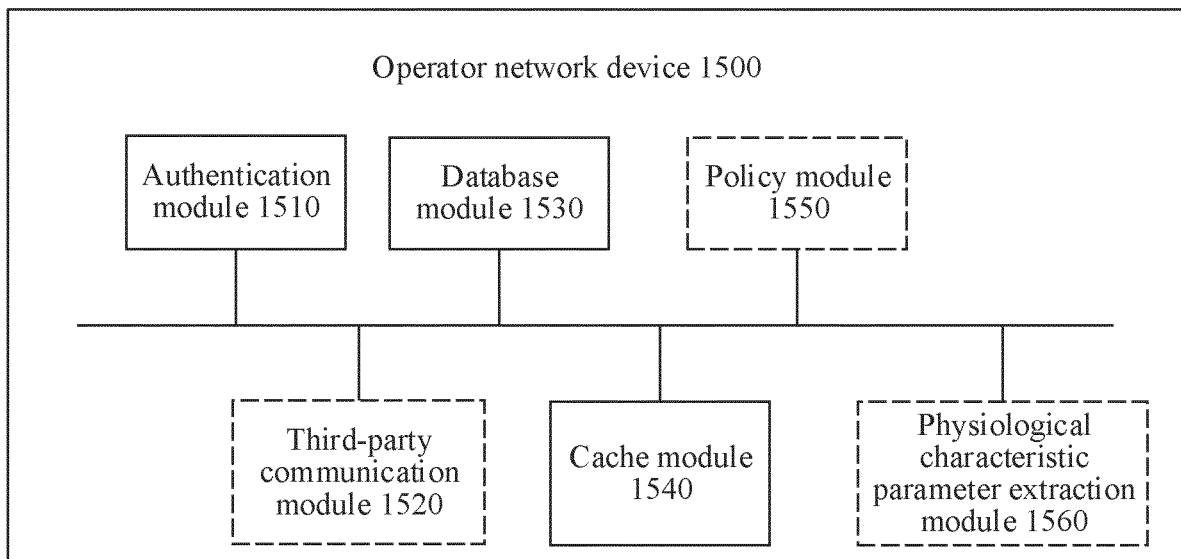 Operator network device 1500
Authentication
module 1510
Database
module 1530
Policy module
1550
Third-party
communication
module 1520
Cache module
1540
Physiological
characteristic
parameter extraction
module 1560